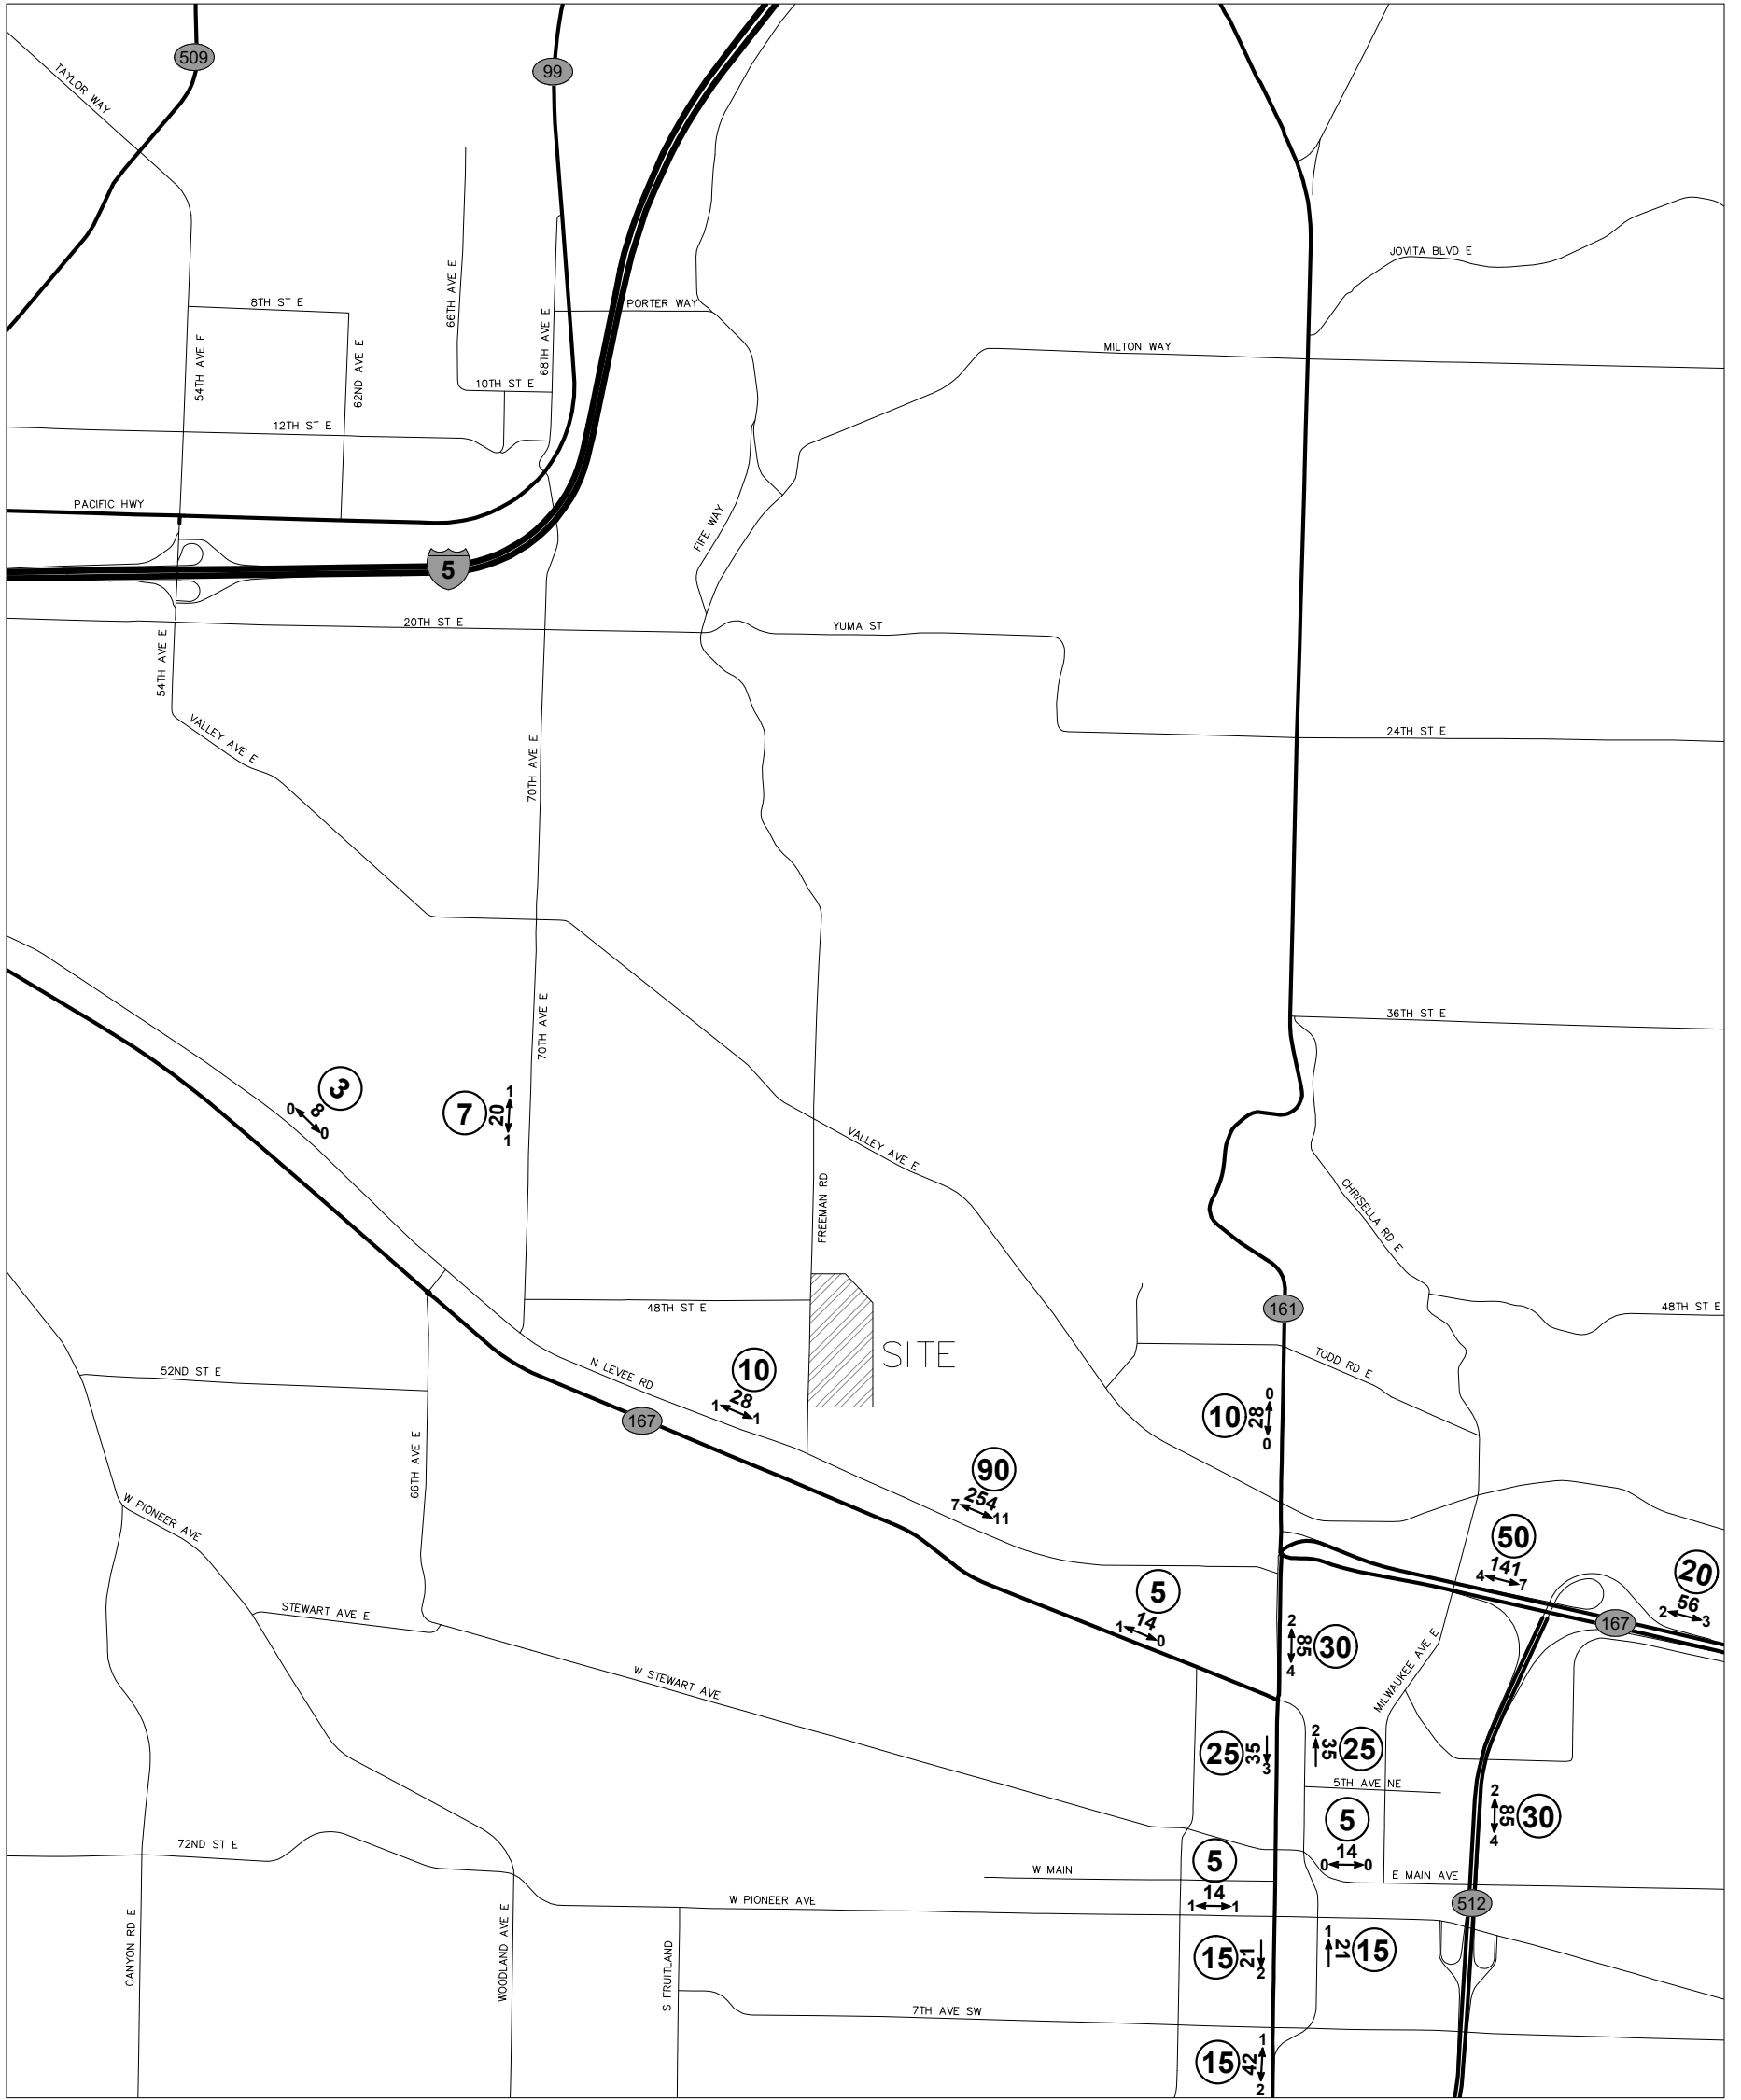 509
99
TAYLOR WAY
JOVITA BLVD E
66TH AVE E
8TH ST E
PORTER WAY
68TH AVE E
54TH AVE E
62ND AVE E
MILTON WAY
10TH ST E
12TH ST E
PACIFIC HWY
FIFE WAY
5
20TH ST E
YUMA ST
54TH AVE E
VALLEY AVE E
24TH ST E
70TH AVE E
70TH AVE E
36TH ST E
3
0 8 0
7
1
20
1
VALLEY AVE E
FREEMAN RD
CHRISELLA RD E
48TH ST E
161
48TH ST E
SITE
TODD RD E
52ND ST E
N LEVEE RD
10
1 28 1
167
10
0
28
0
66TH AVE E
90
7 254 11
W PIONEER AVE
50
4 141 7
20
2 56 3
167
5
1 14 0
STEWART AVE E
2
85
4
30
MILWAUKEE AVE E
W STEWART AVE
25
35
3
2
35
25
5TH AVE NE
2
85
4
30
5
0 14 0
72ND ST E
5
1 14 1
W MAIN
E MAIN AVE
W PIONEER AVE
512
CANYON RD E
WOODLAND AVE E
S FRUITLAND
15
21
2
1
21
15
7TH AVE SW
15
1
42
2